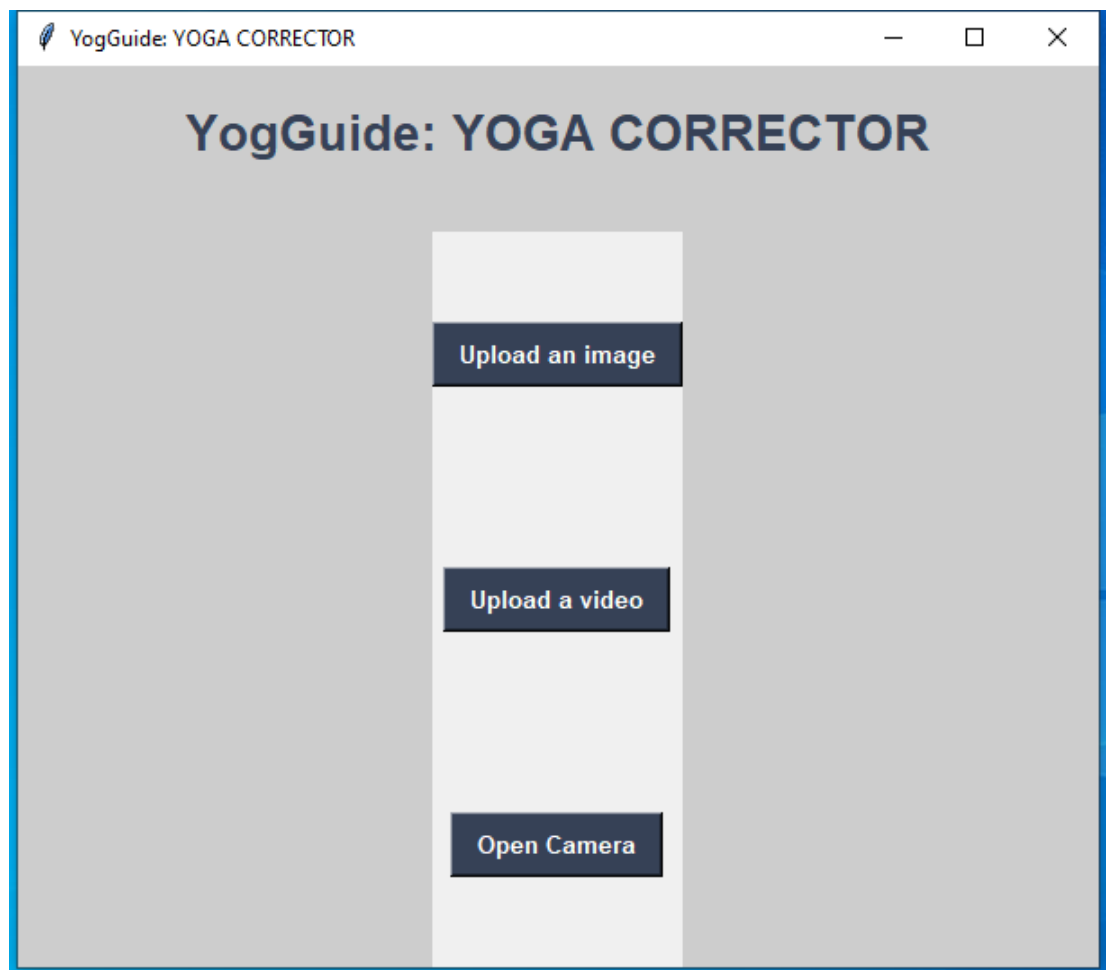 YogGuide: YOGA CORRECTOR
YogGuide: YOGA CORRECTOR
Upload an image
Upload a video
Open Camera